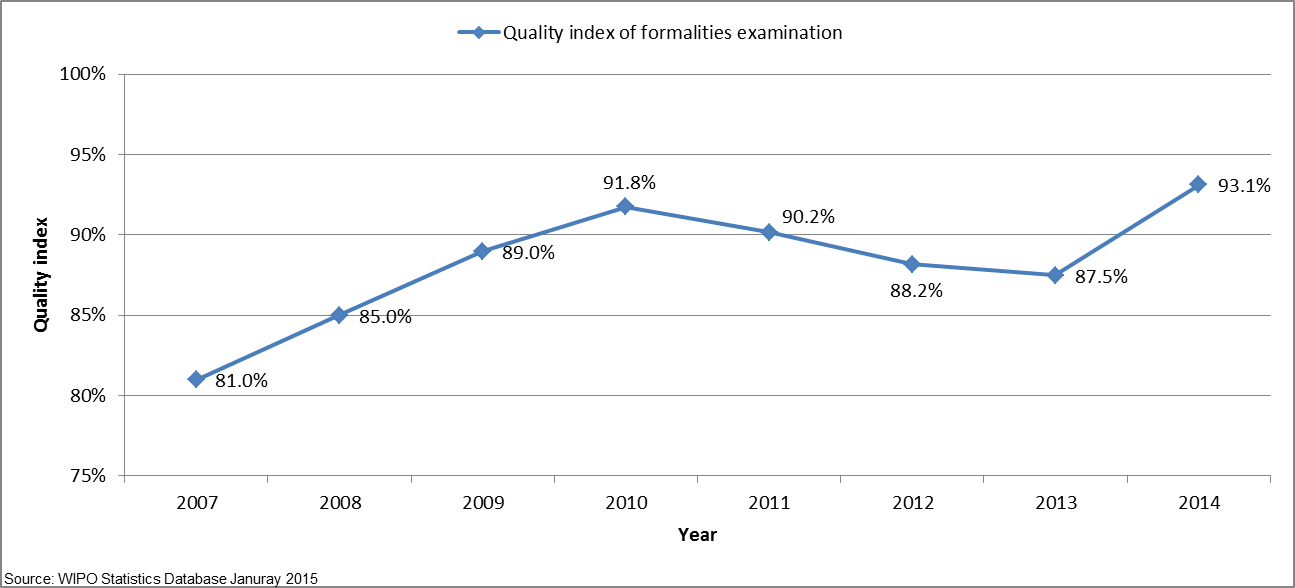 Quality index of formalities examination
100%
95%
90%
85%
80%
75%
Quality index
81.0%
85.0%
89.0%
91.8%
90.2%
88.2%
87.5%
93.1%
2007 2008 2009 2010 2011 2012 2013 2014
Year
Source: WIPO Statistics Database Januray 2015